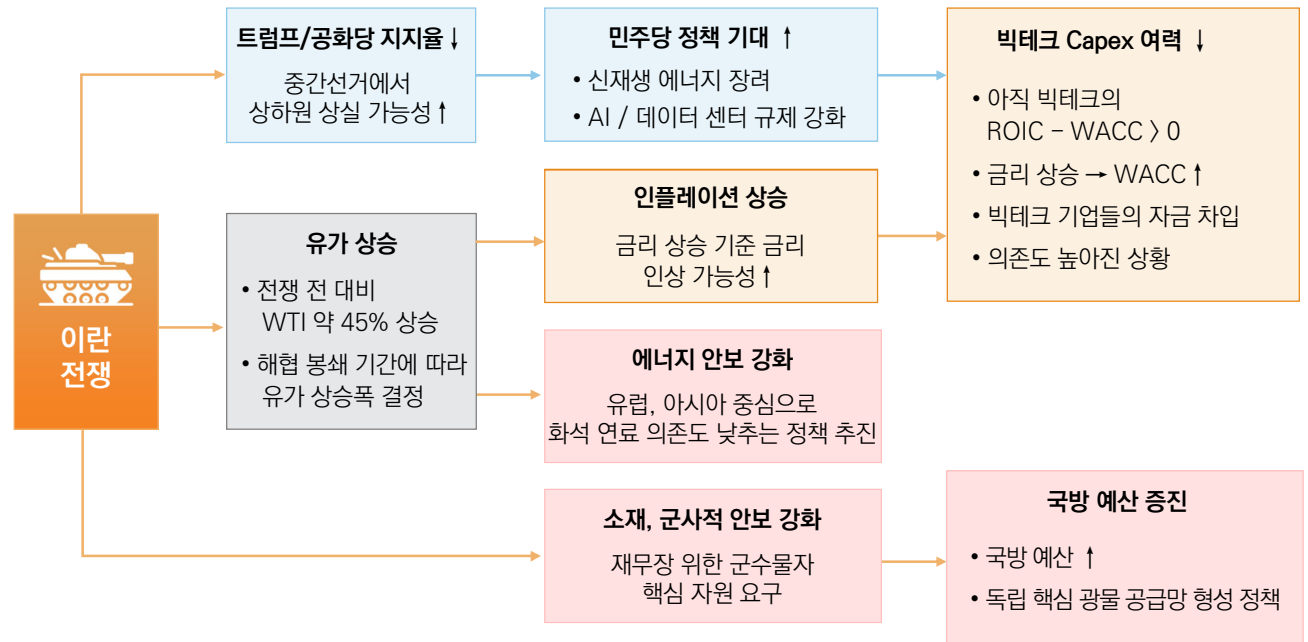 트럼프/공화당 지지율↓
중간선거에서
상하원 상실 가능성↑
민주당 정책 기대 ↑
• 신재생 에너지 장려
• AI / 데이터 센터 규제 강화
빅테크 Capex 여력 ↓
• 아직 빅테크의
ROIC - WACC > 0
• 금리 상승 → WACC↑
• 빅테크 기업들의 자금 차입
• 의존도 높아진 상황
이란
전쟁
유가 상승
• 전쟁 전 대비
WTI 약 45% 상승
• 해협 봉쇄 기간에 따라
유가 상승폭 결정
인플레이션 상승
금리 상승 기준 금리
인상 가능성↑
에너지 안보 강화
유럽, 아시아 중심으로
화석 연료 의존도 낮추는 정책 추진
소재, 군사적 안보 강화
재무장 위한 군수물자
핵심 자원 요구
국방 예산 증진
• 국방 예산 ↑
• 독립 핵심 광물 공급망 형성 정책